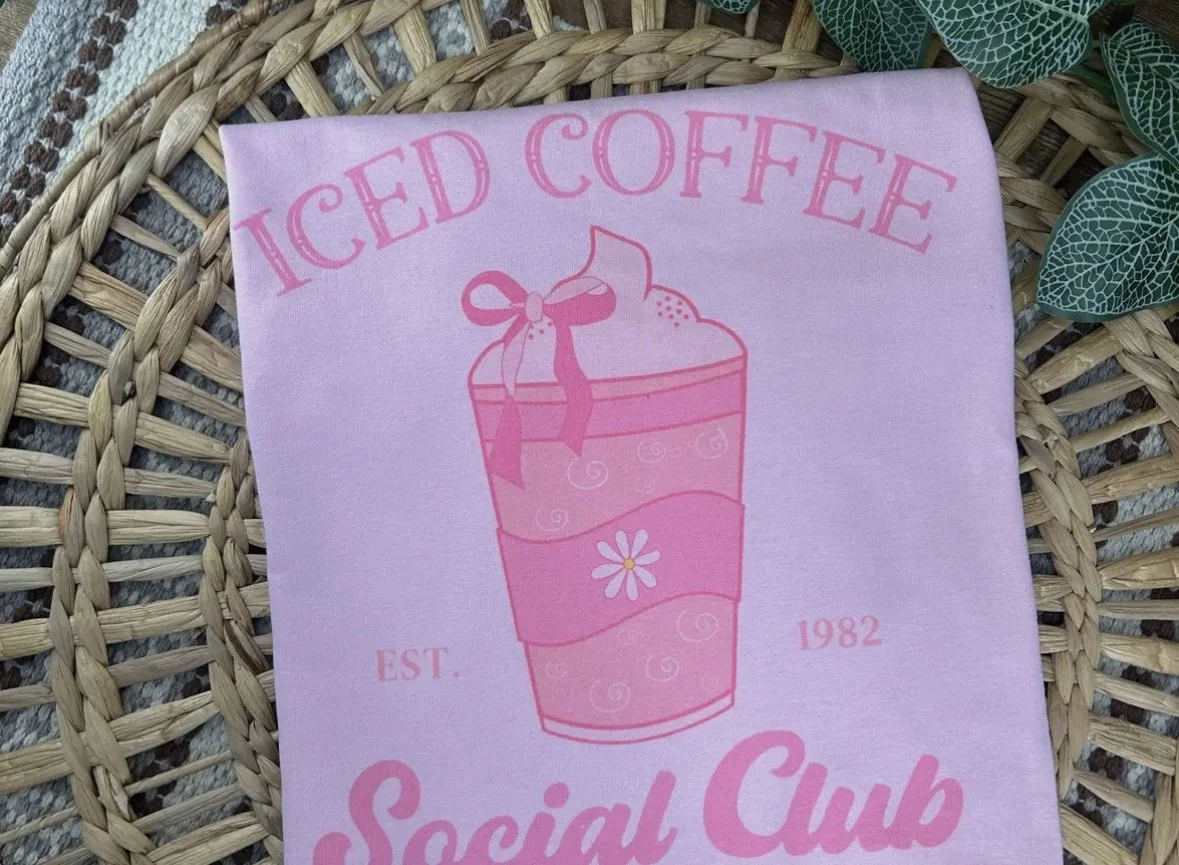 ICED COFFEE
EST.
1982
Social Club